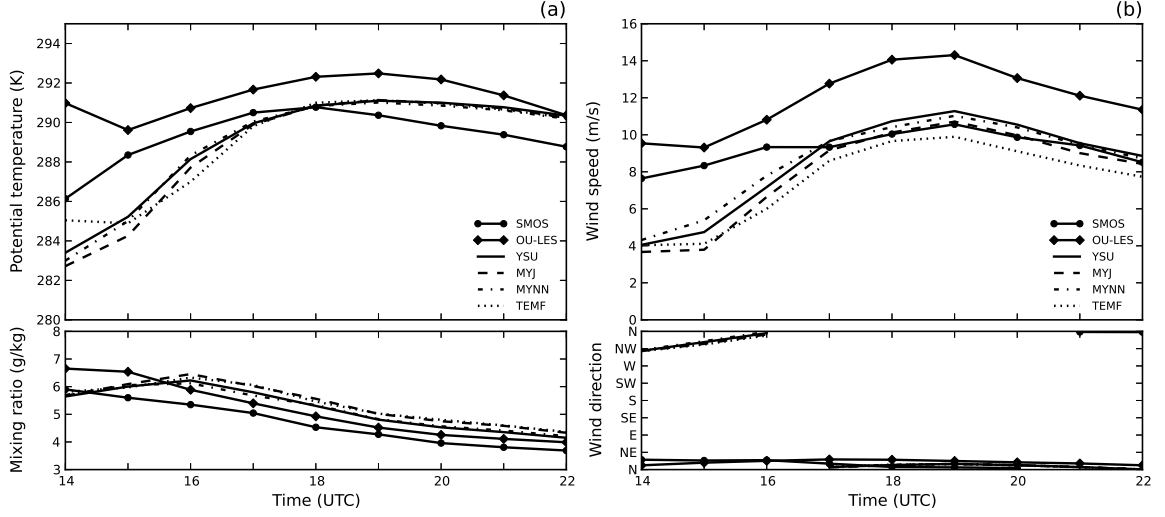 (a)
294
292
290
288
286
284
282
280
Potential temperature (K)
SMOS
OU-LES
YSU
MYJ
MYNN
TEMF
8
7
6
5
4
3
Mixing ratio (g/kg)
14
16
18
20
22
Time (UTC)
(b)
16
14
12
10
8
6
4
2
0
Wind speed (m/s)
SMOS
OU-LES
YSU
MYJ
MYNN
TEMF
N
NW
W
SW
S
SE
E
NE
N
Wind direction
14
16
18
20
22
Time (UTC)